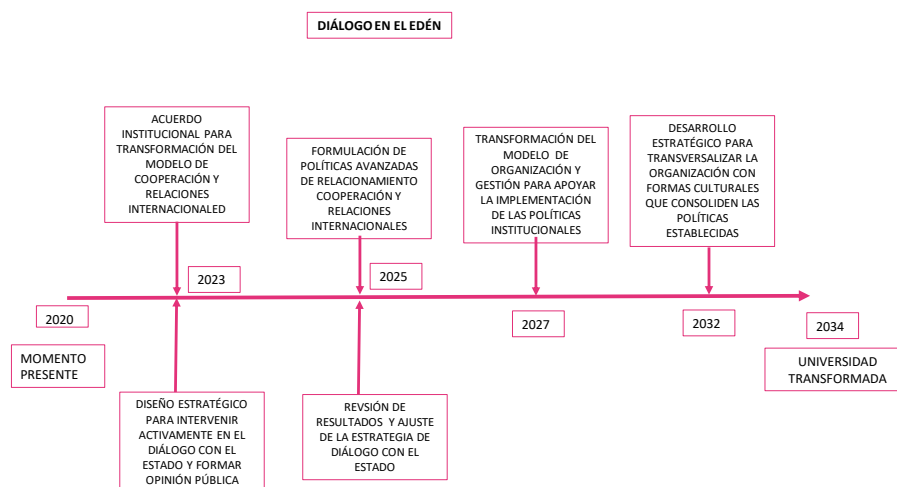 DIÁLOGO EN EL EDÉN
ACUERDO
INSTITUCIONAL PARA
TRANSFORMACIÓN DEL
MODELO DE
COOPERACIÓN Y
RELACIONES
INTERNACIONALED
FORMULACIÓN DE
POLÍTICAS AVANZADAS
DE RELACIONAMIENTO
COOPERACIÓN Y
RELACIONES
INTERNACIONALES
TRANSFORMACIÓN DEL
MODELO DE
ORGANIZACIÓN Y
GESTIÓN PARA APOYAR
LA IMPLEMENTACIÓN
DE LAS POLÍTICAS
INSTITUCIONALES
DESARROLLO
ESTRATÉGICO PARA
TRANSVERSALIZAR LA
ORGANIZACIÓN CON
FORMAS CULTURALES
QUE CONSOLIDEN LAS
POLÍTICAS
ESTABLECIDAS
2023
2025
2020
2027
2032
2034
MOMENTO
PRESENTE
UNIVERSIDAD
TRANSFORMADA
DISEÑO ESTRATÉGICO
PARA INTERVENIR
ACTIVAMENTE EN EL
DIÁLOGO CON EL
ESTADO Y FORMAR
OPINIÓN PÚBLICA
REVSIÓN DE
RESULTADOS Y AJUSTE
DE LA ESTRATEGIA DE
DIÁLOGO CON EL
ESTADO